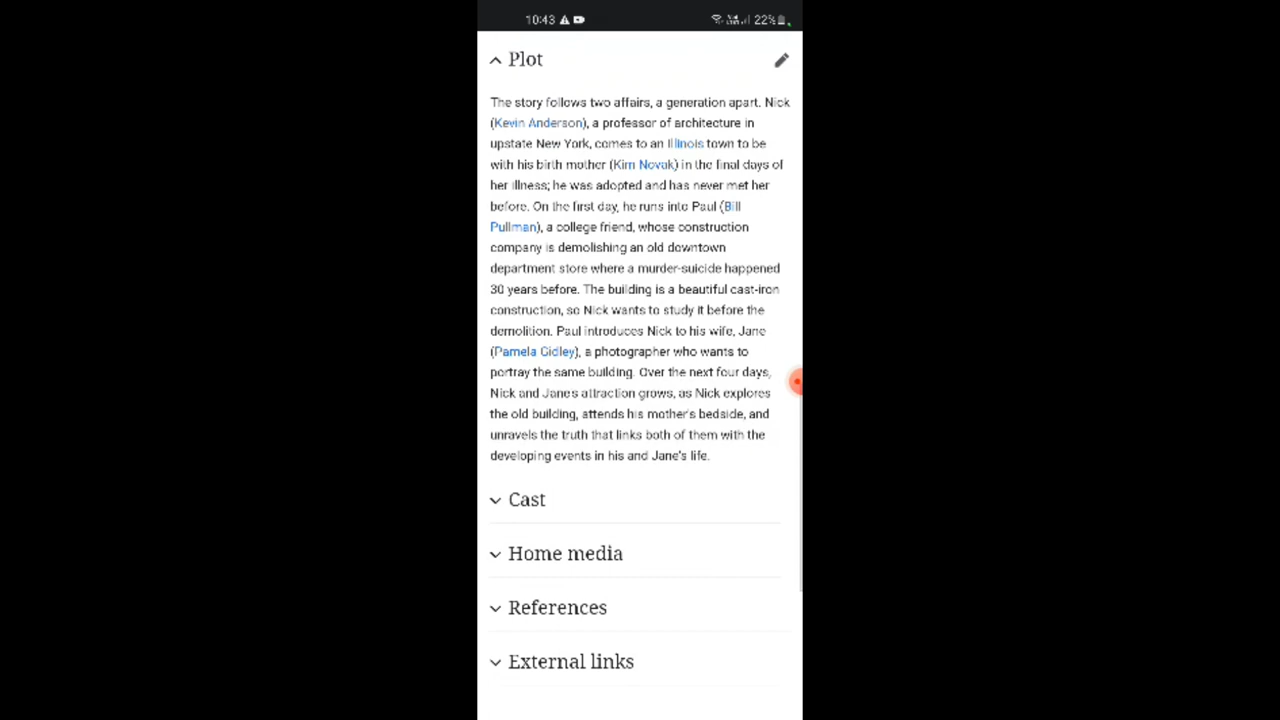 10:43
22%
Plot
The story follows two affairs, a generation apart. Nick
(Kevin Anderson), a professor of architecture in
upstate New York, comes to an Illinois town to be
with his birth mother (Kim Novak) in the final days of
her illness; he was adopted and has never met her
before. On the first day, he runs into Paul (Bill
Pullman), a college friend, whose construction
company is demolishing an old downtown
department store where a murder-suicide happened
30 years before. The building is a beautiful cast-iron
construction, so Nick wants to study it before the
demolition. Paul introduces Nick to his wife, Jane
(Pamela Gidley), a photographer who wants to
portray the same building. Over the next four days,
Nick and Janes attraction grows, as Nick explores
the old building, attends his mother's bedside, and
unravels the truth that links both of them with the
developing events in his and Jane's life.
Cast
Home media
References
External links